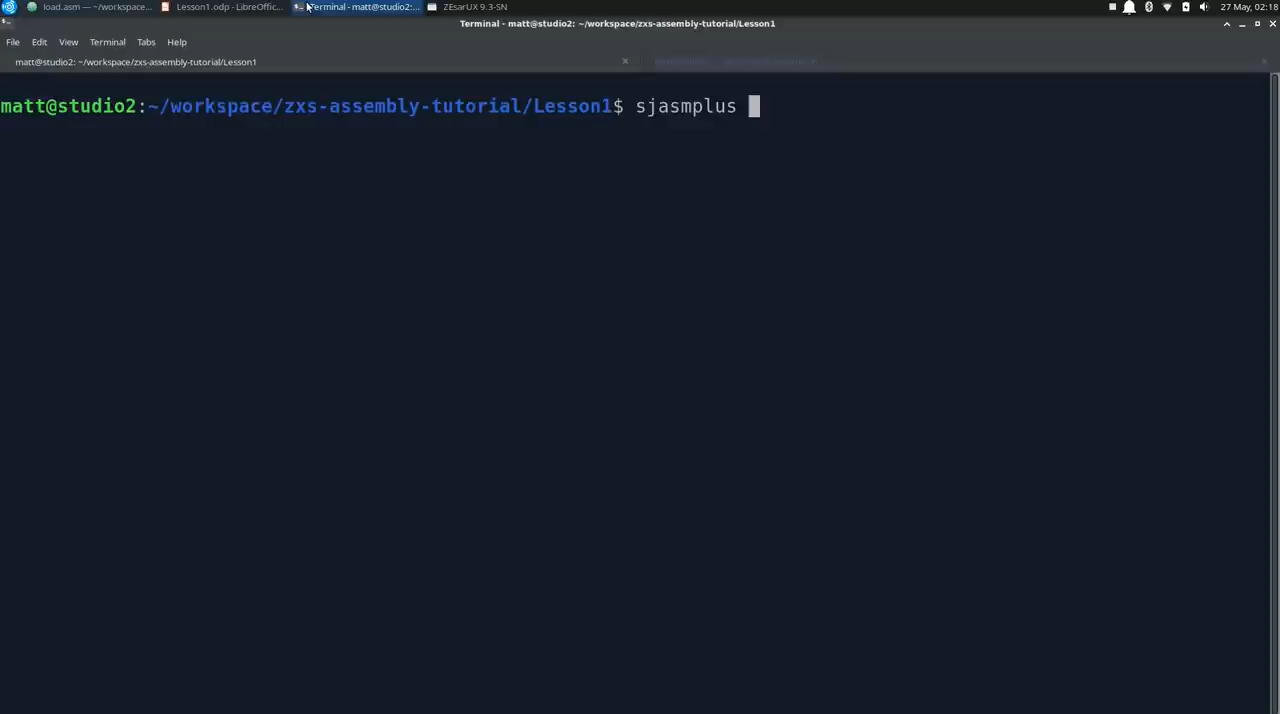 load.asm — ~/workspace...
Lesson1.odp - LibreOffic...
Terminal - matt@studio2:...
ZEsarUX 9.3-SN
27 May, 02:18
Terminal - matt@studio2: ~/workspace/zxs-assembly-tutorial/Lesson1
File Edit View Terminal Tabs Help
matt@studio2: ~/workspace/zxs-assembly-tutorial/Lesson1
matt@studio2:~/workspace/zxs-assembly-tutorial/Lesson1$ sjasmplus